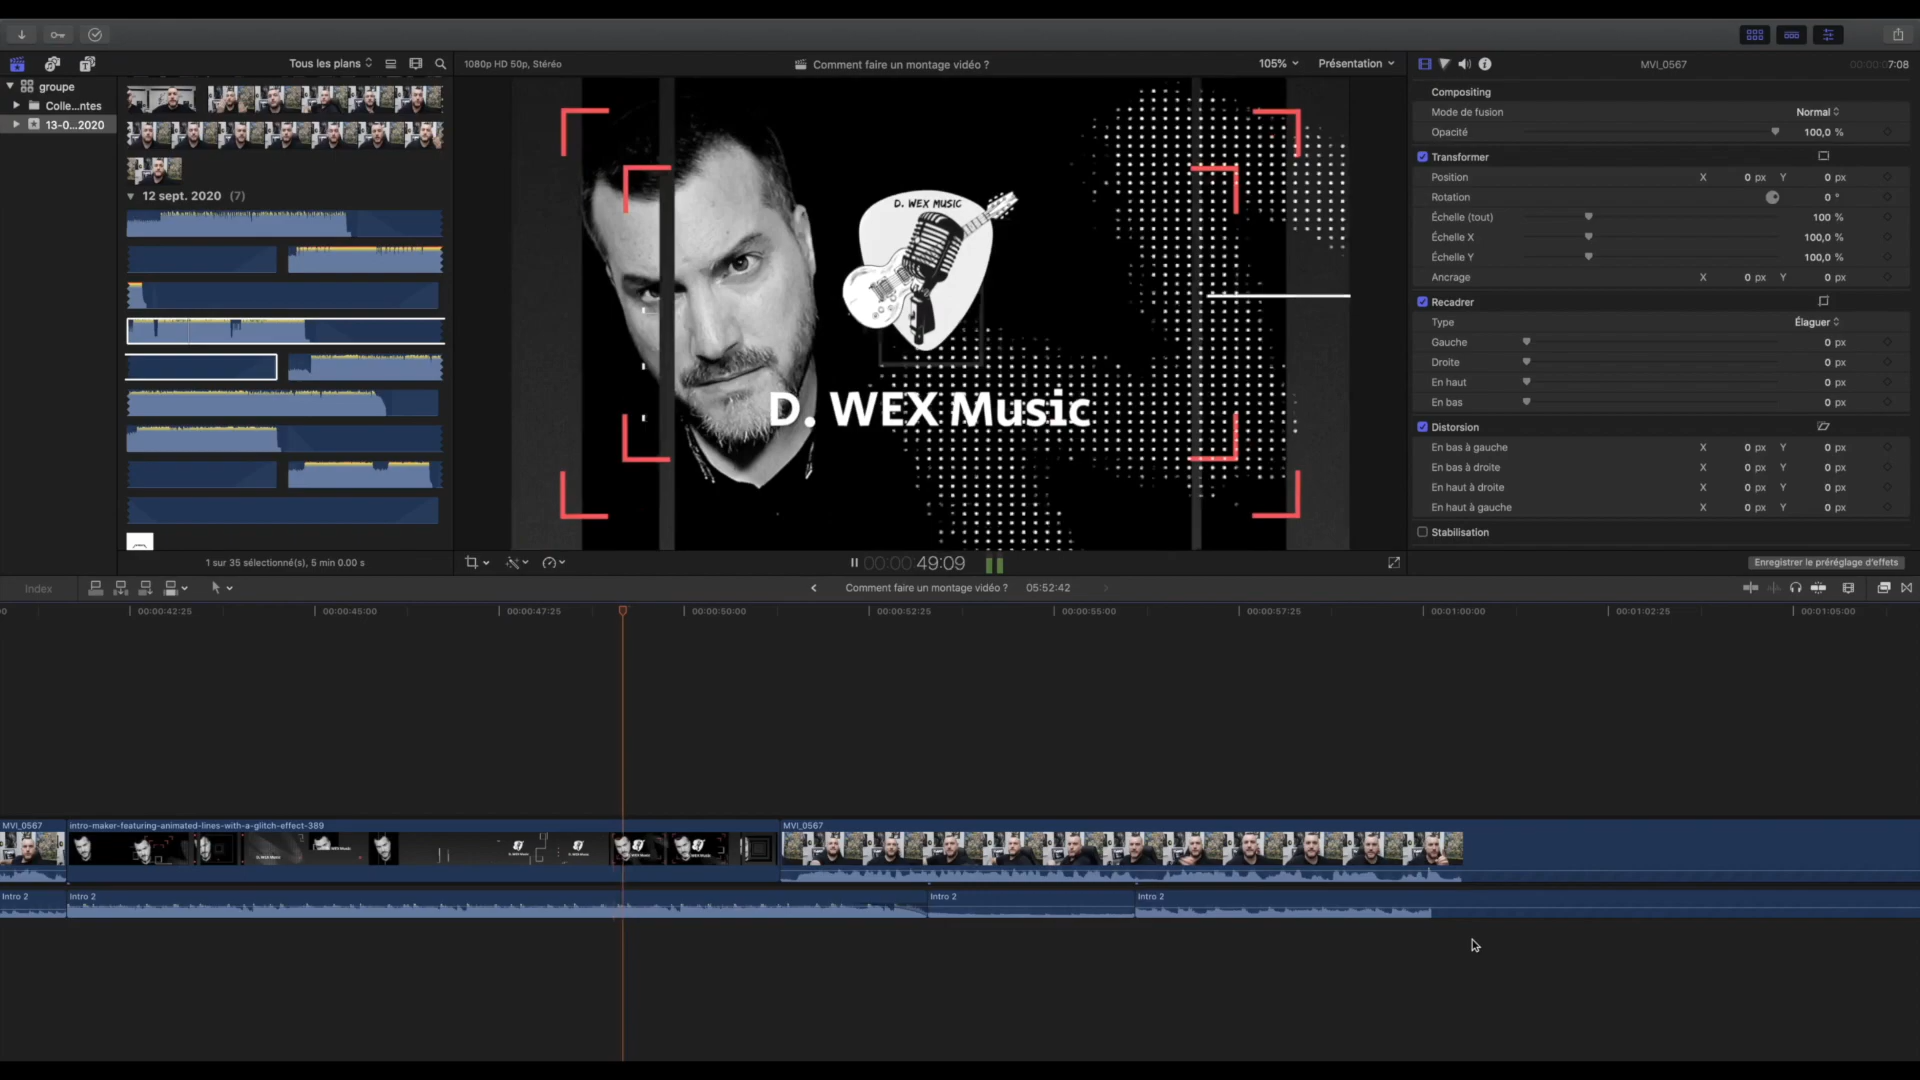 Tous les plans
1080p HD 50p, Stéréo
Comment faire un montage vidéo ?
105%
Présentation
MVI_0567
00:00:07:08
groupe
Colle...ntes
13-0...2020
12 sept. 2020 (7)
1 sur 35 sélectionné(s), 5 min 0.00 s
D. WEX MUSIC
D. WEX Music
00:00:49:09
Compositing
Mode de fusion Normal
Opacité 100,0 %
Transformer
Position X 0 px Y 0 px
Rotation 0 °
Échelle (tout) 100 %
Échelle X 100,0 %
Échelle Y 100,0 %
Ancrage X 0 px Y 0 px
Recadrer
Type Élaguer
Gauche 0 px
Droite 0 px
En haut 0 px
En bas 0 px
Distorsion
En bas à gauche X 0 px Y 0 px
En bas à droite X 0 px Y 0 px
En haut à droite X 0 px Y 0 px
En haut à gauche X 0 px Y 0 px
Stabilisation
Enregistrer le préréglage d'effets
Index
Comment faire un montage vidéo ? 05:52:42
00:00:42:25 00:00:45:00 00:00:47:25 00:00:50:00 00:00:52:25 00:00:55:00 00:00:57:25 00:01:00:00 00:01:02:25 00:01:05:00
MVI_0567 intro-maker-featuring-animated-lines-with-a-glitch-effect-389 MVI_0567
Intro 2 Intro 2 Intro 2 Intro 2